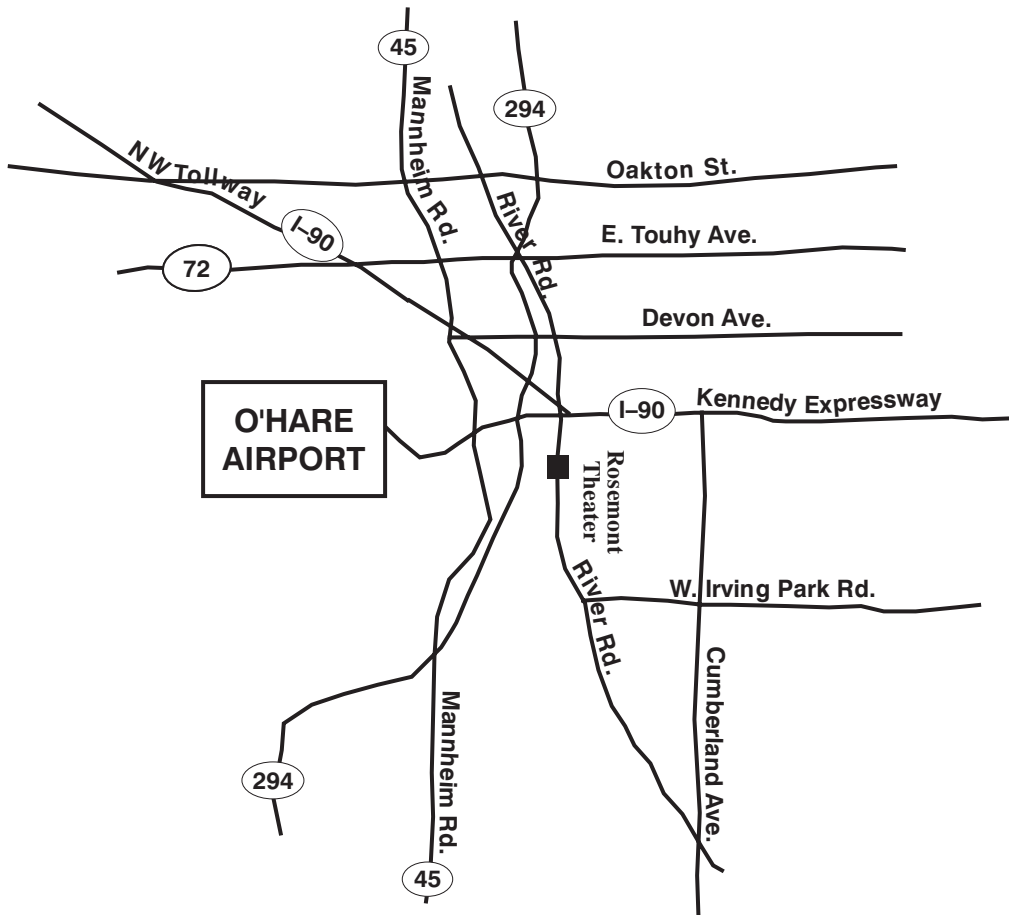 45
Mannheim Rd.
294
NW Tollway
Oakton St.
River Rd.
I–90
E. Touhy Ave.
72
Devon Ave.
O'HARE
AIRPORT
I–90
Kennedy Expressway
Rosemont
Theater
River Rd.
W. Irving Park Rd.
Cumberland Ave.
Mannheim Rd.
294
45